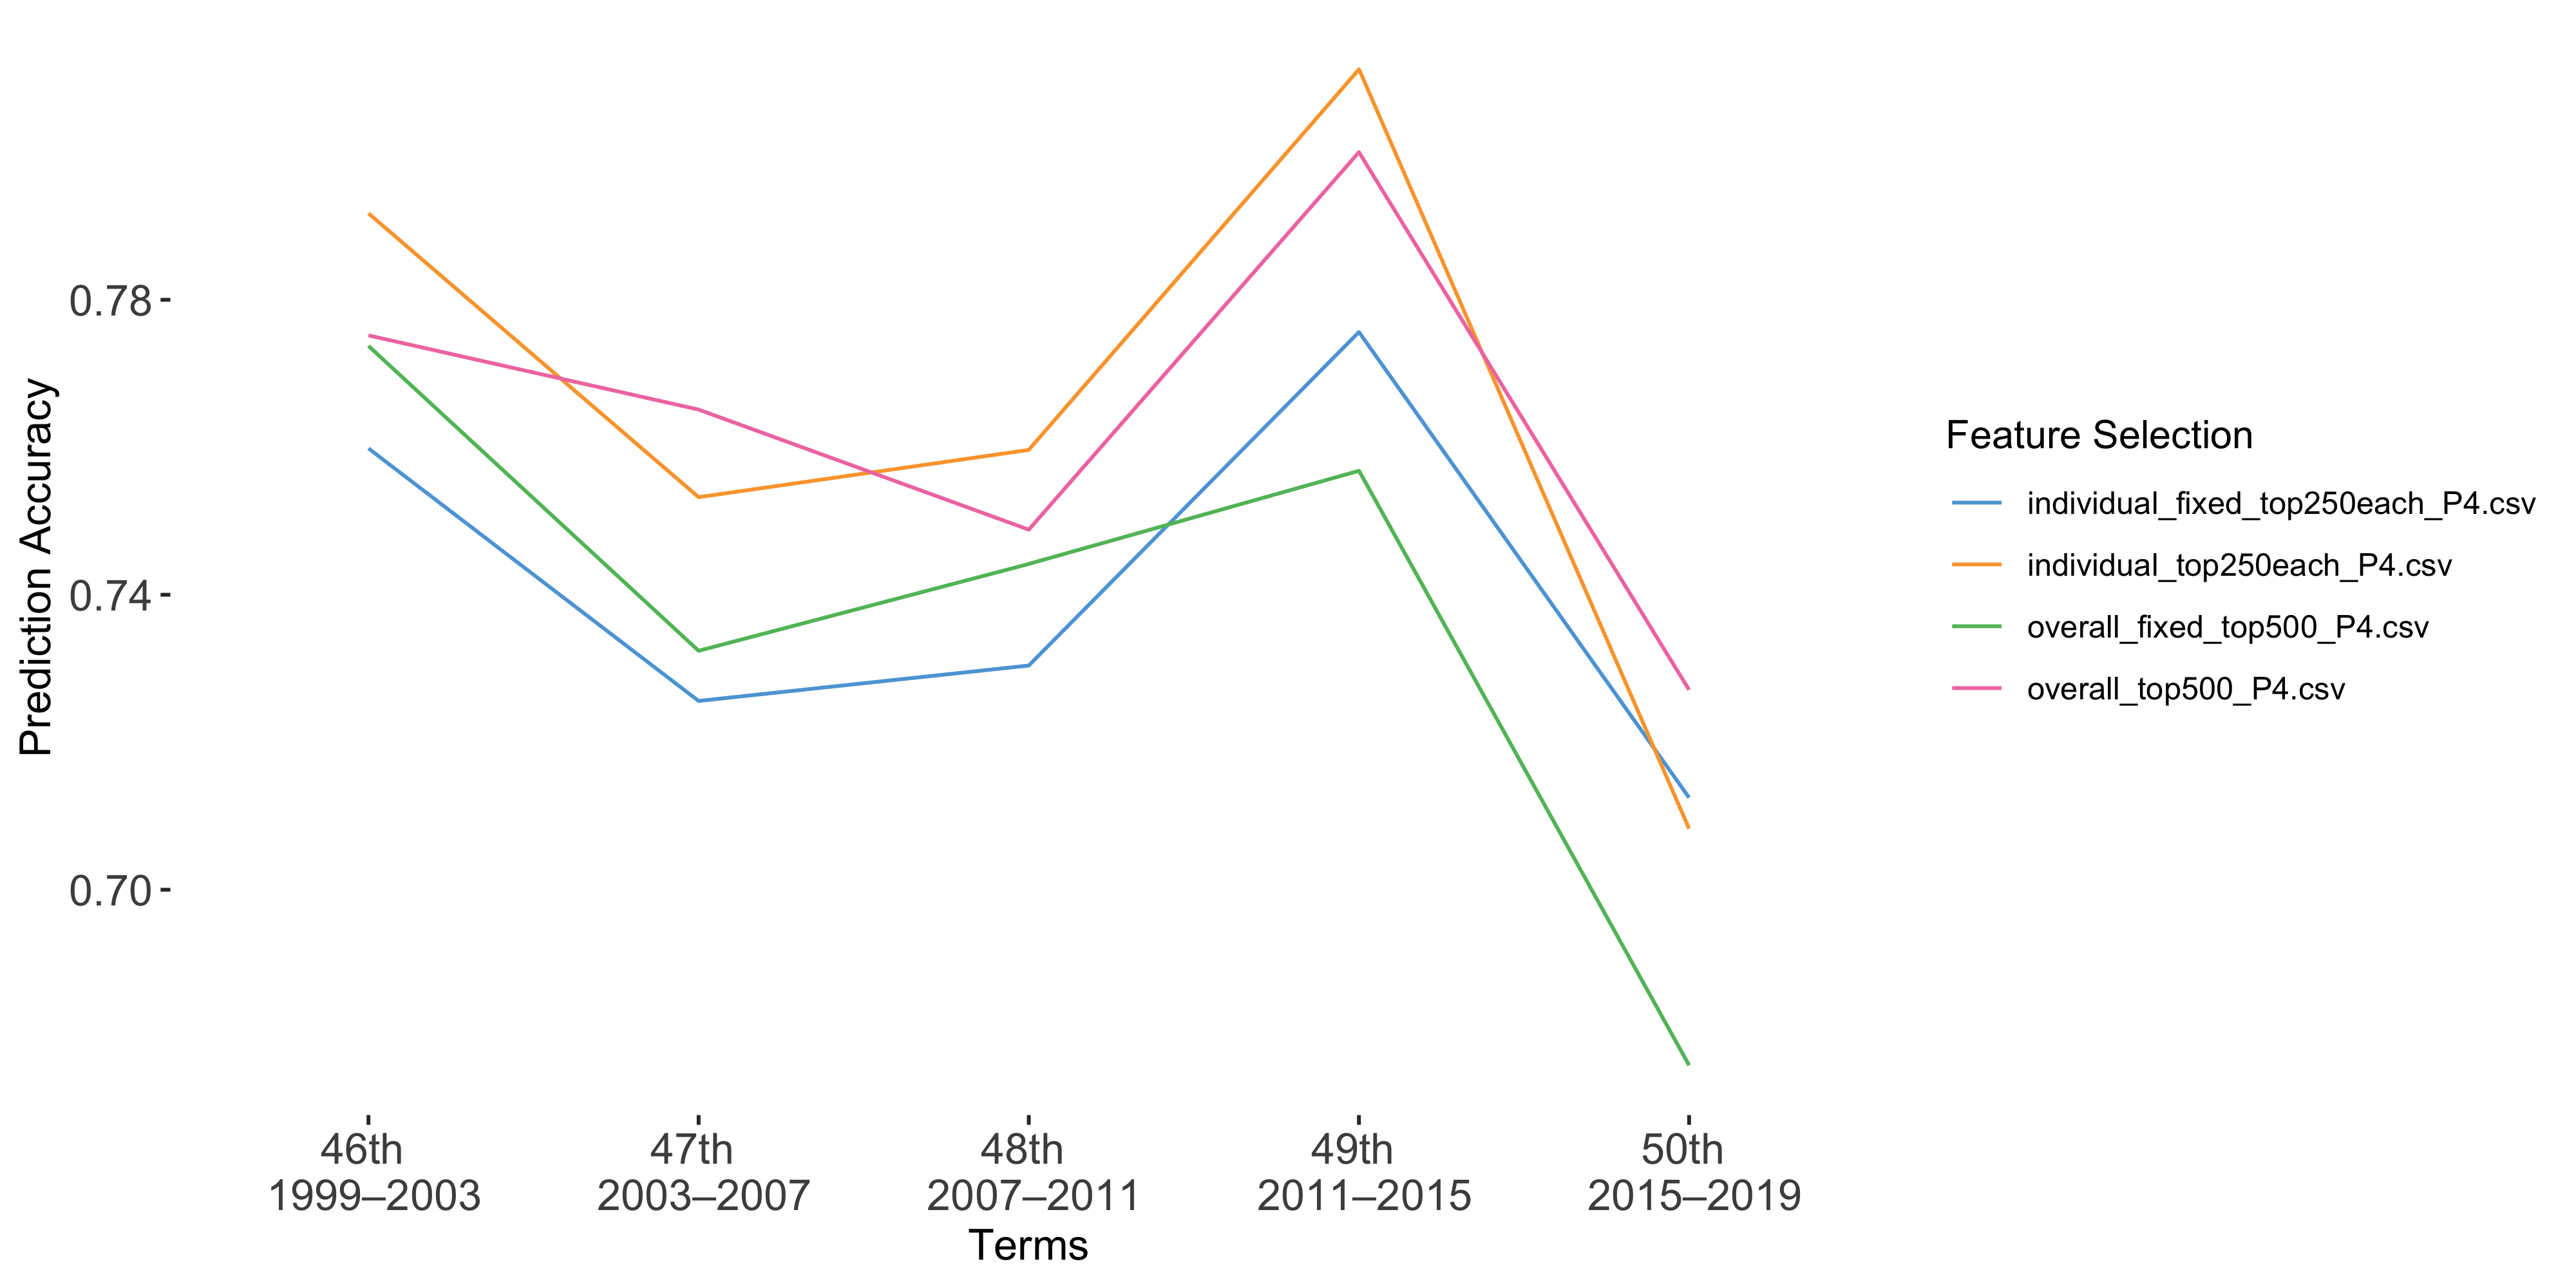 Prediction Accuracy
0.78
0.74
0.70
46th
1999–2003
47th
2003–2007
48th
2007–2011
49th
2011–2015
50th
2015–2019
Terms
Feature Selection
individual_fixed_top250each_P4.csv
individual_top250each_P4.csv
overall_fixed_top500_P4.csv
overall_top500_P4.csv